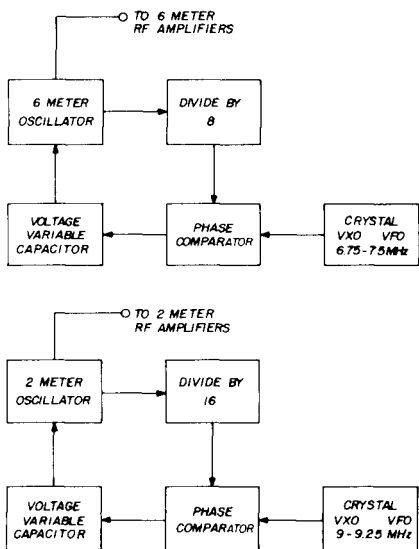 TO 6 METER
RF AMPLIFIERS
6 METER
OSCILLATOR
DIVIDE BY
8
VOLTAGE
VARIABLE
CAPACITOR
PHASE
COMPARATOR
CRYSTAL
VXO VFO
6.75-7.5MHz
TO 2 METER
RF AMPLIFIERS
2 METER
OSCILLATOR
DIVIDE BY
16
VOLTAGE
VARIABLE
CAPACITOR
PHASE
COMPARATOR
CRYSTAL
VXO VFO
9-9.25 MHz